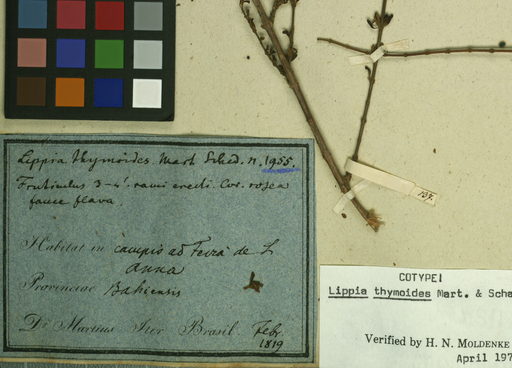 Lippia thymoides. Mart. Sched. n. 1955.
Fruticulus 3-4'. rami erecti. Cor. rosea
fauce flava.
Habitat in campis ad Feira de S
Anna
Provinciae Bahiensis
Dr Martius Iter Brasil. Febr.
1819
137.
COTYPE!
Lippia thymoides Mart. & Scha
Verified by H. N. MOLDENKE
April 197